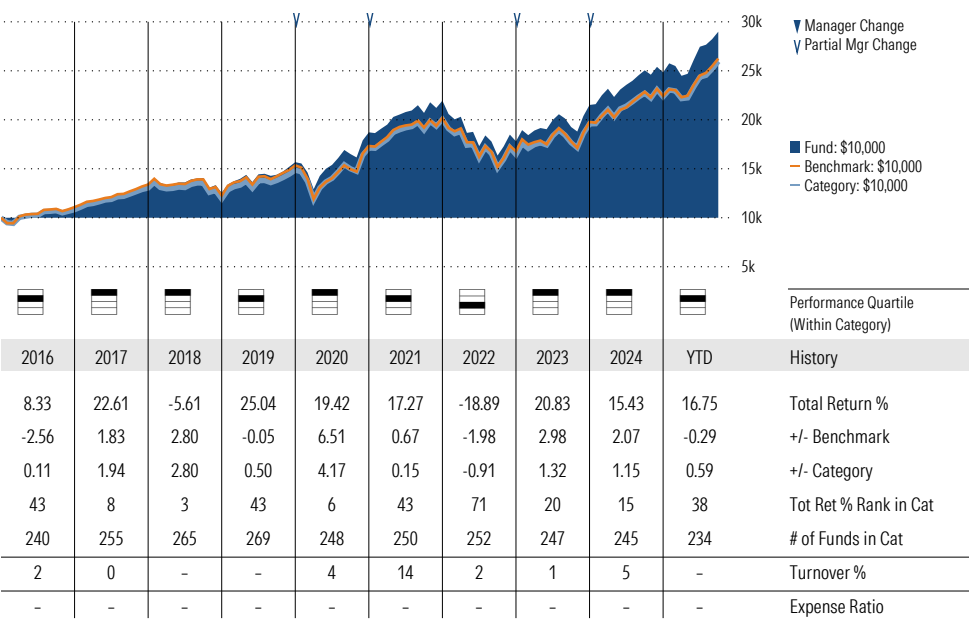 30k
25k
20k
15k
10k
5k
Manager Change
Partial Mgr Change
Fund: $10,000
Benchmark: $10,000
Category: $10,000
Performance Quartile
(Within Category)
2016 2017 2018 2019 2020 2021 2022 2023 2024 YTD History
8.33 22.61 -5.61 25.04 19.42 17.27 -18.89 20.83 15.43 16.75 Total Return %
-2.56 1.83 2.80 -0.05 6.51 0.67 -1.98 2.98 2.07 -0.29 +/- Benchmark
0.11 1.94 2.80 0.50 4.17 0.15 -0.91 1.32 1.15 0.59 +/- Category
43 8 3 43 6 43 71 20 15 38 Tot Ret % Rank in Cat
240 255 265 269 248 250 252 247 245 234 # of Funds in Cat
2 0 – – 4 14 2 1 5 – Turnover %
– – – – – – – – – – Expense Ratio